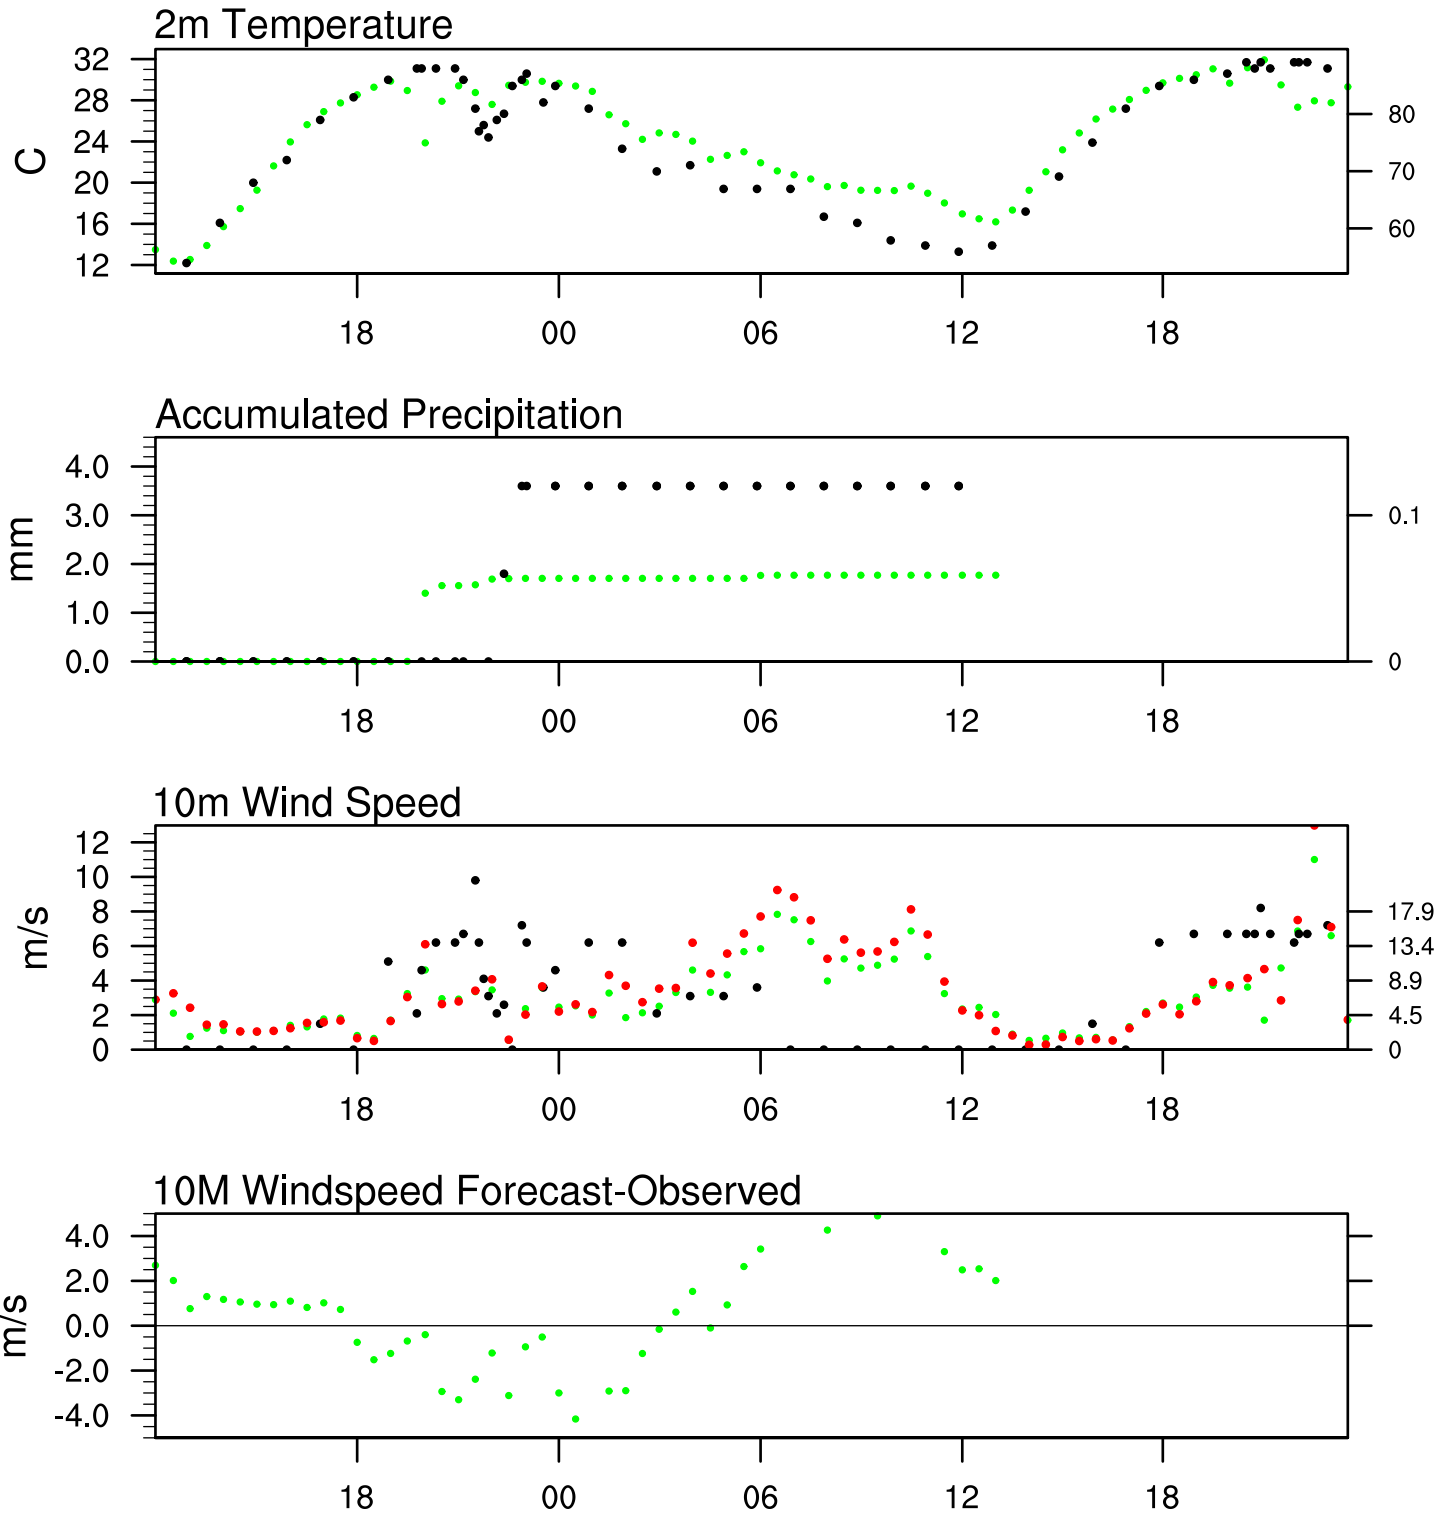 2m Temperature
32
28
24
20
16
12
C
80
70
60
18 00 06 12 18
Accumulated Precipitation
4.0
3.0
2.0
1.0
0.0
mm
0.1
0
18 00 06 12 18
10m Wind Speed
12
10
8
6
4
2
0
m/s
17.9
13.4
8.9
4.5
0
18 00 06 12 18
10M Windspeed Forecast-Observed
4.0
2.0
0.0
-2.0
-4.0
m/s
18 00 06 12 18